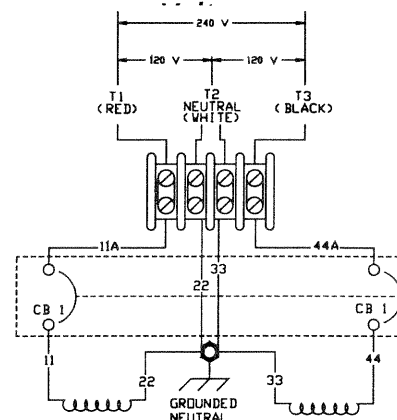 240 V
120 V
120 V
T1
(RED)
T2
NEUTRAL
(WHITE)
T3
(BLACK)
11A
44A
33
22
CB 1
CB 1
11
22
33
44
GROUNDED
NEUTRAL